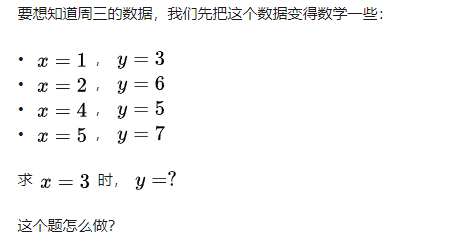 要想知道周三的数据，我们先把这个数据变得数学一些：
• x = 1 ， y = 3
• x = 2 ， y = 6
• x = 4 ， y = 5
• x = 5 ， y = 7
求 x = 3 时， y =?
这个题怎么做?